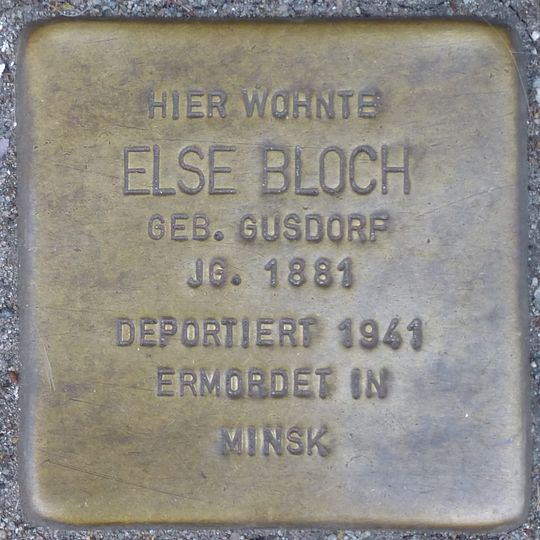 HIER WOHNTE
ELSE BLOCH
GEB. GUSDORF
JG. 1881
DEPORTIERT 1941
ERMORDET IN
MINSK